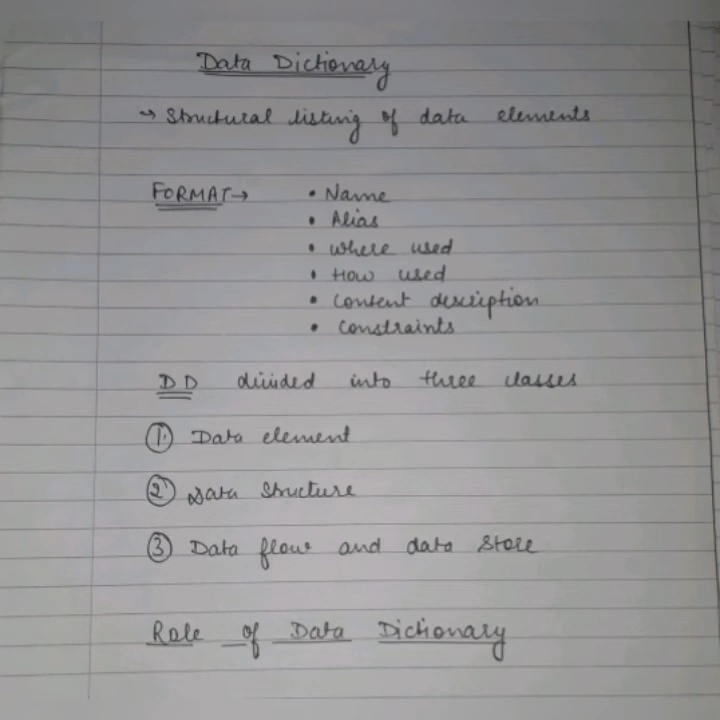 Data Dictionary
→ Structural listing of data elements
FORMAT → • Name
• Alias
• where used
• How used
• content description
• constraints
DD divided into three classes
① Data element
② Data structure
③ Data flow and data store
Role of Data Dictionary